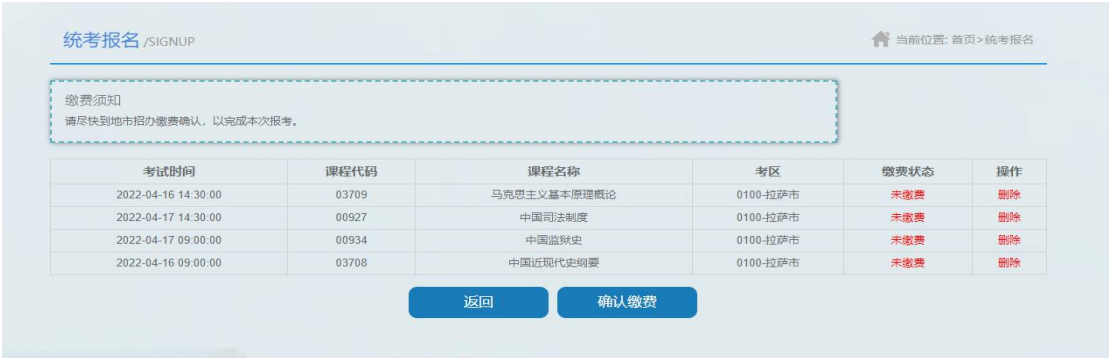 统考报名 /SIGNUP
当前位置: 首页>统考报名
缴费须知
请尽快到地市招办缴费确认，以完成本次报考。
考试时间 课程代码 课程名称 考区 缴费状态 操作
2022-04-16 14:30:00 03709 马克思主义基本原理概论 0100-拉萨市 未缴费 删除
2022-04-17 14:30:00 00927 中国司法制度 0100-拉萨市 未缴费 删除
2022-04-17 09:00:00 00934 中国监狱史 0100-拉萨市 未缴费 删除
2022-04-16 09:00:00 03708 中国近现代史纲要 0100-拉萨市 未缴费 删除
返回 确认缴费